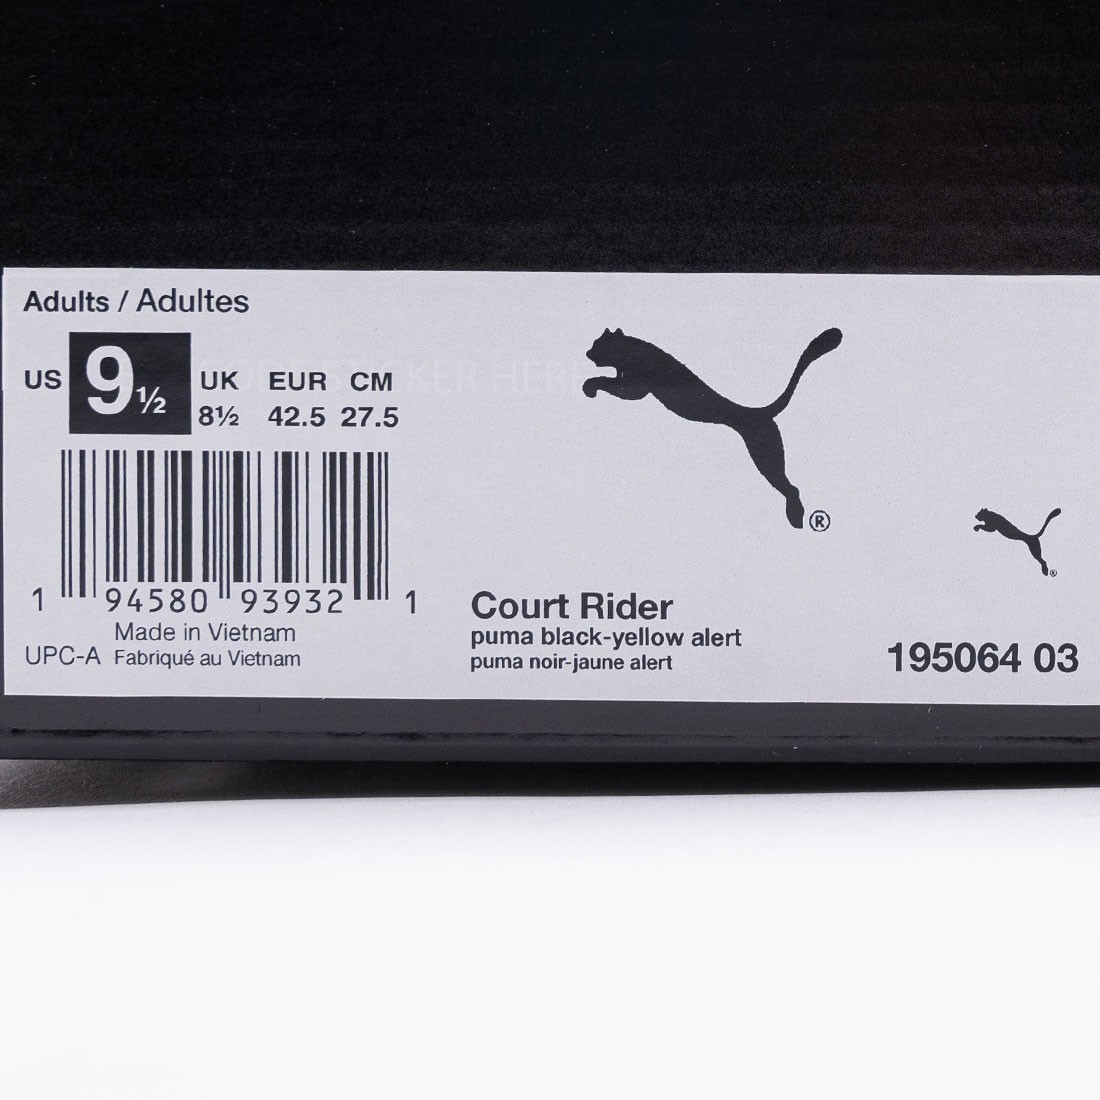 Adults / Adultes
US 9½ UK EUR CM
8½ 42.5 27.5
1 94580 93932 1
Made in Vietnam
UPC-A Fabriqué au Vietnam
®
®
Court Rider
puma black-yellow alert
puma noir-jaune alert
195064 03